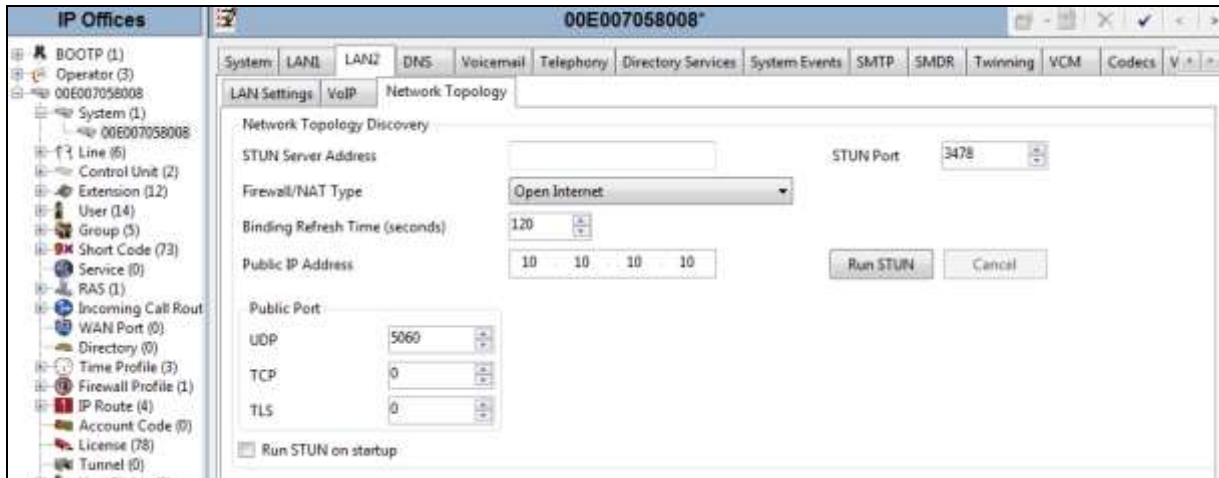 IP Offices
BOOTP (1)
Operator (3)
00E007058008
System (1)
00E007058008
Line (6)
Control Unit (2)
Extension (12)
User (14)
Group (5)
Short Code (73)
Service (0)
RAS (1)
Incoming Call Rout
WAN Port (0)
Directory (0)
Time Profile (3)
Firewall Profile (1)
IP Route (4)
Account Code (0)
License (78)
Tunnel (0)
00E007058008*
System LAN1 LAN2 DNS Voicemail Telephony Directory Services System Events SMTP SMDR Twinning VCM Codecs V
LAN Settings VoIP Network Topology
Network Topology Discovery
STUN Server Address STUN Port 3478
Firewall/NAT Type Open Internet
Binding Refresh Time (seconds) 120
Public IP Address 10 . 10 . 10 . 10 Run STUN Cancel
Public Port
UDP 5060
TCP 0
TLS 0
Run STUN on startup